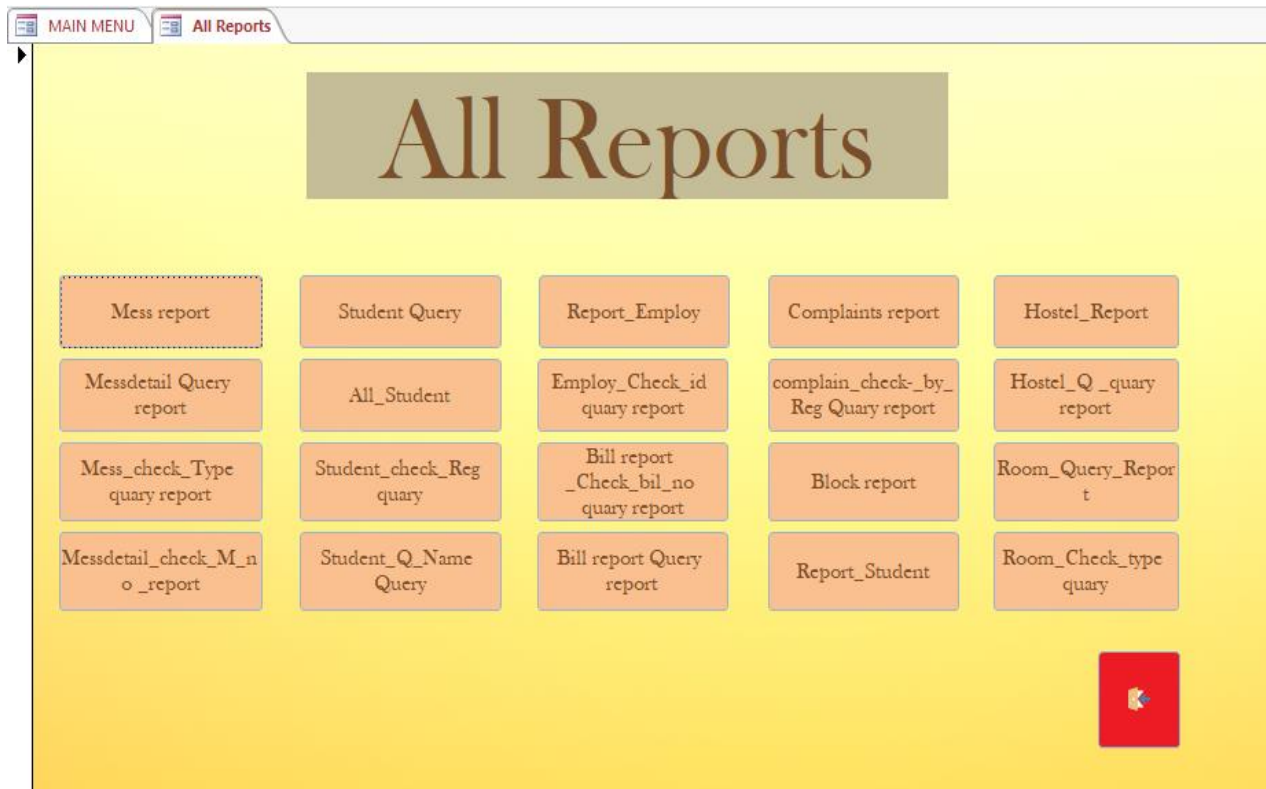 MAIN MENU
All Reports
All Reports
Mess report
Student Query
Report_Employ
Complaints report
Hostel_Report
Messdetail Query
report
All_Student
Employ_Check_id
quary report
complain_check-_by_
Reg Quary report
Hostel_Q _quary
report
Mess_check_Type
quary report
Student_check_Reg
quary
Bill report
_Check_bil_no
quary report
Block report
Room_Query_Repor
t
Messdetail_check_M_n
o _report
Student_Q_Name
Query
Bill report Query
report
Report_Student
Room_Check_type
quary